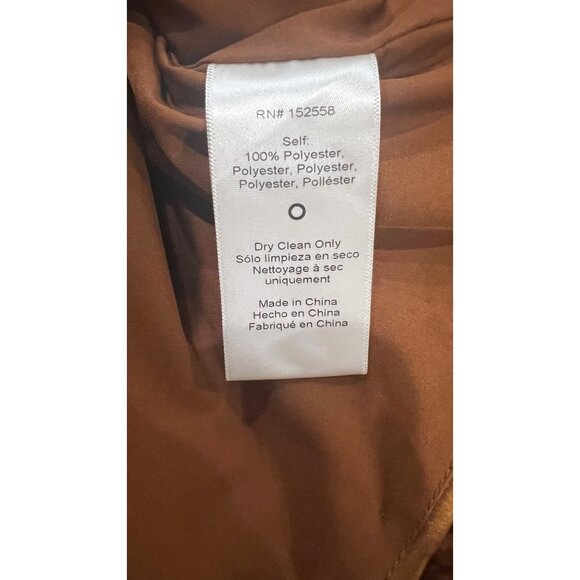 RN# 152558
Self:
100% Polyester,
Polyester, Polyester,
Polyester, Poliéster
Dry Clean Only
Sólo limpieza en seco
Nettoyage à sec
uniquement
Made in China
Hecho en China
Fabriqué en China